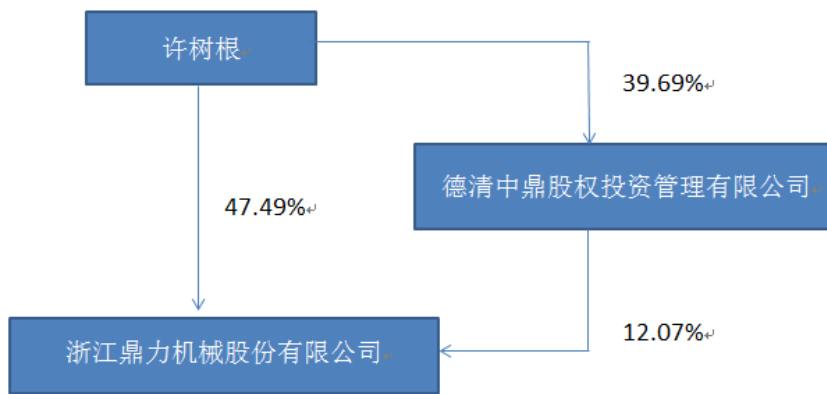 许树根
39.69%
德清中鼎股权投资管理有限公司
47.49%
12.07%
浙江鼎力机械股份有限公司